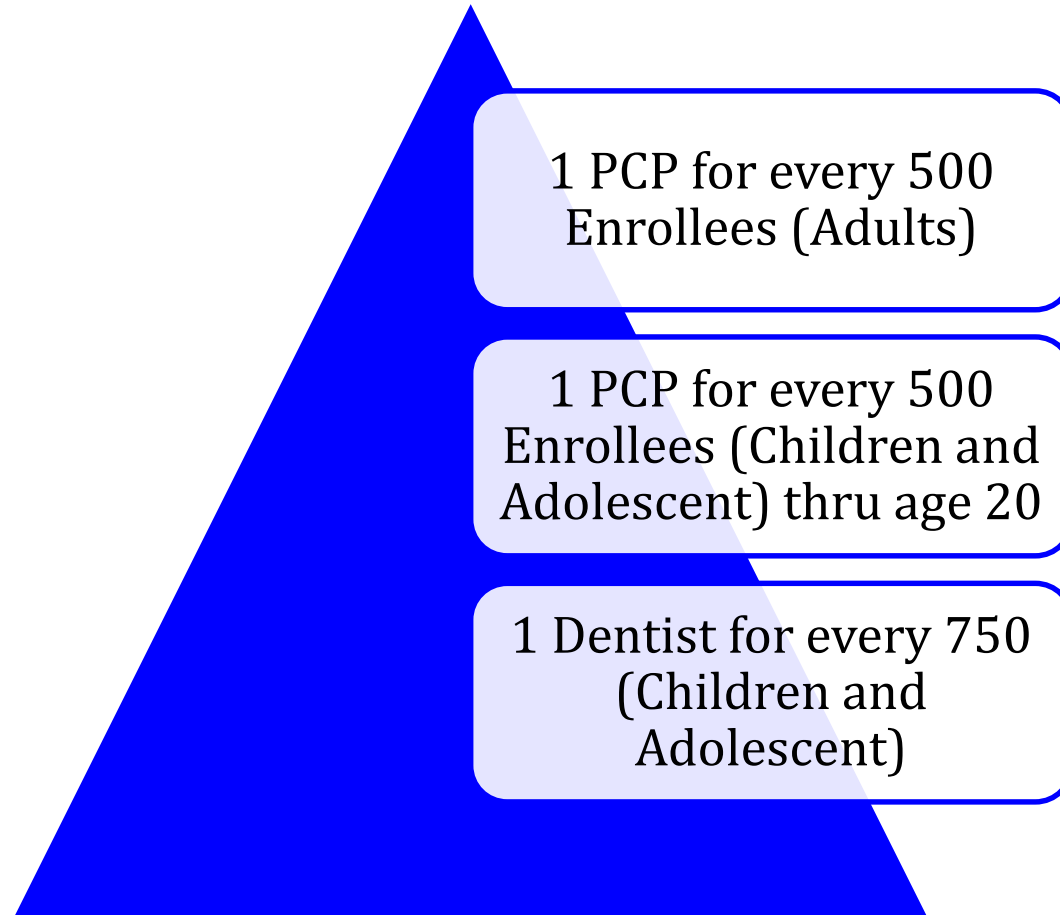 1 PCP for every 500
Enrollees (Adults)
1 PCP for every 500
Enrollees (Children and
Adolescent) thru age 20
1 Dentist for every 750
(Children and
Adolescent)